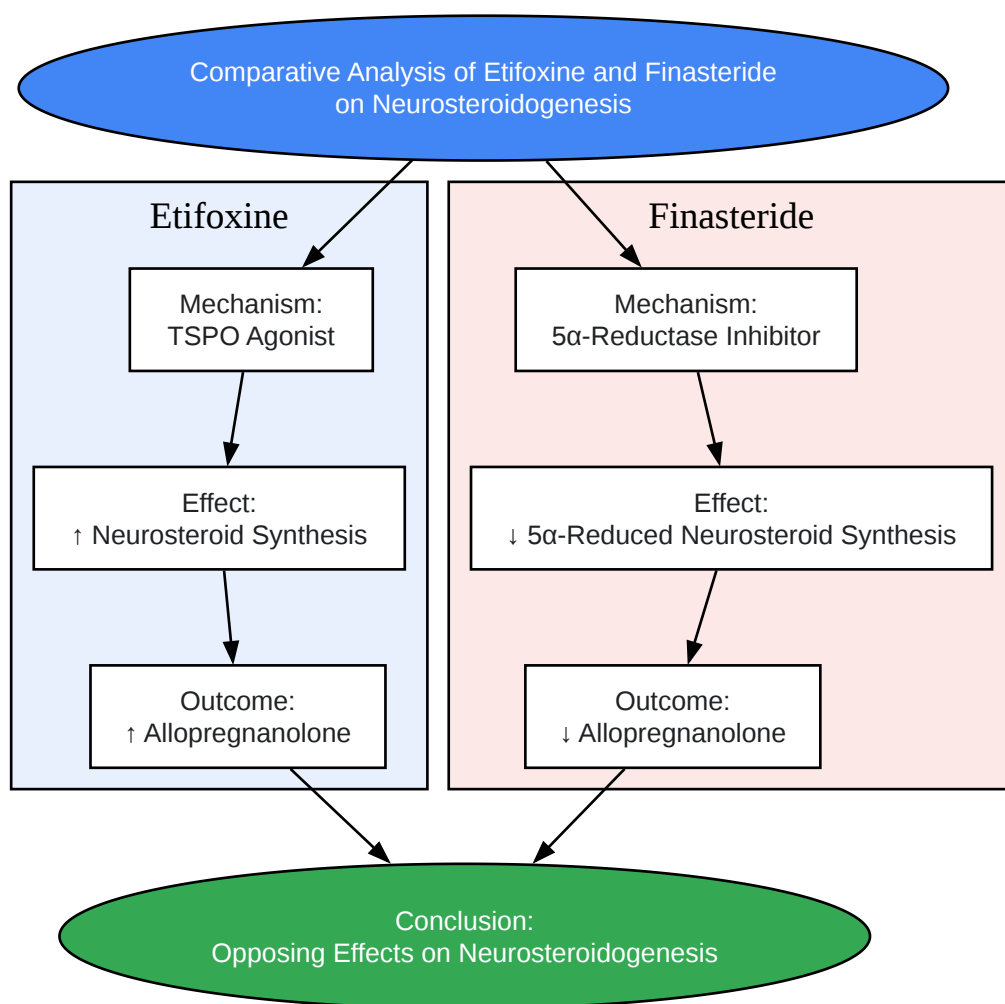 Comparative Analysis of Etifoxine and Finasteride
on Neurosteroidogenesis
Etifoxine
Mechanism:
TSPO Agonist
Effect:
↑ Neurosteroid Synthesis
Outcome:
↑ Allopregnanolone
Finasteride
Mechanism:
5α-Reductase Inhibitor
Effect:
↓ 5α-Reduced Neurosteroid Synthesis
Outcome:
↓ Allopregnanolone
Conclusion:
Opposing Effects on Neurosteroidogenesis